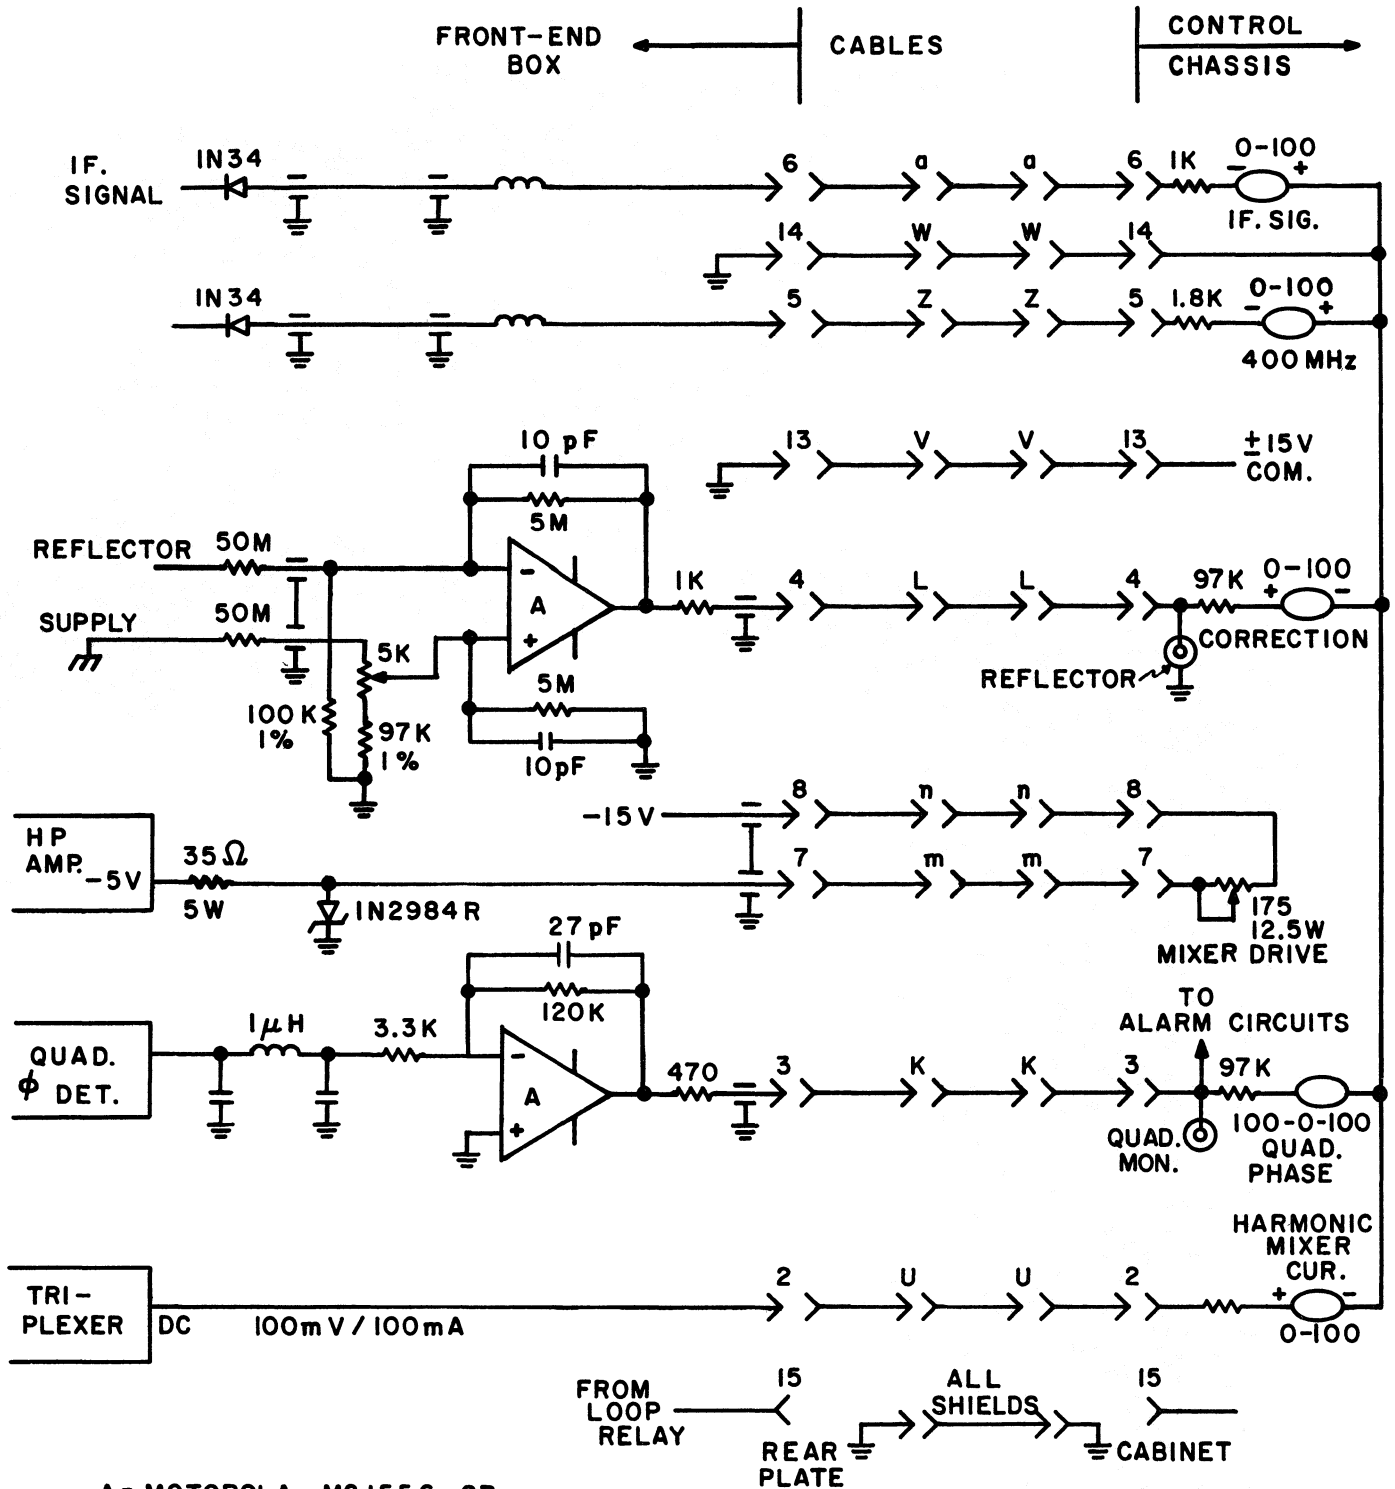 FRONT-END
BOX
CABLES
CONTROL
CHASSIS
IF.
SIGNAL
1N34
6 a a 6
1K
0-100
- +
IF. SIG.
14 W W 14
1N34
5 Z Z 5
1.8K
0-100
- +
400 MHz
13 V V 13
±15V
COM.
10 pF
5M
REFLECTOR
50M
SUPPLY
50M
-
A
+
1K
4 L L 4
97K
0-100
+ -
CORRECTION
REFLECTOR
5K
100K
1%
97K
1%
5M
10pF
-15V
8 n n 8
HP
AMP.
-5V
35Ω
5W
1N2984R
7 m m 7
175
12.5W
MIXER DRIVE
27pF
120K
QUAD.
ϕ DET.
1μH
3.3K
-
A
+
470
3 K K 3
TO
ALARM CIRCUITS
97K
QUAD.
MON.
100-0-100
QUAD.
PHASE
HARMONIC
MIXER
CUR.
TRI-
PLEXER
DC
100mV/100mA
2 U U 2
+ -
0-100
FROM
LOOP
RELAY
15
REAR
PLATE
ALL
SHIELDS
15
CABINET